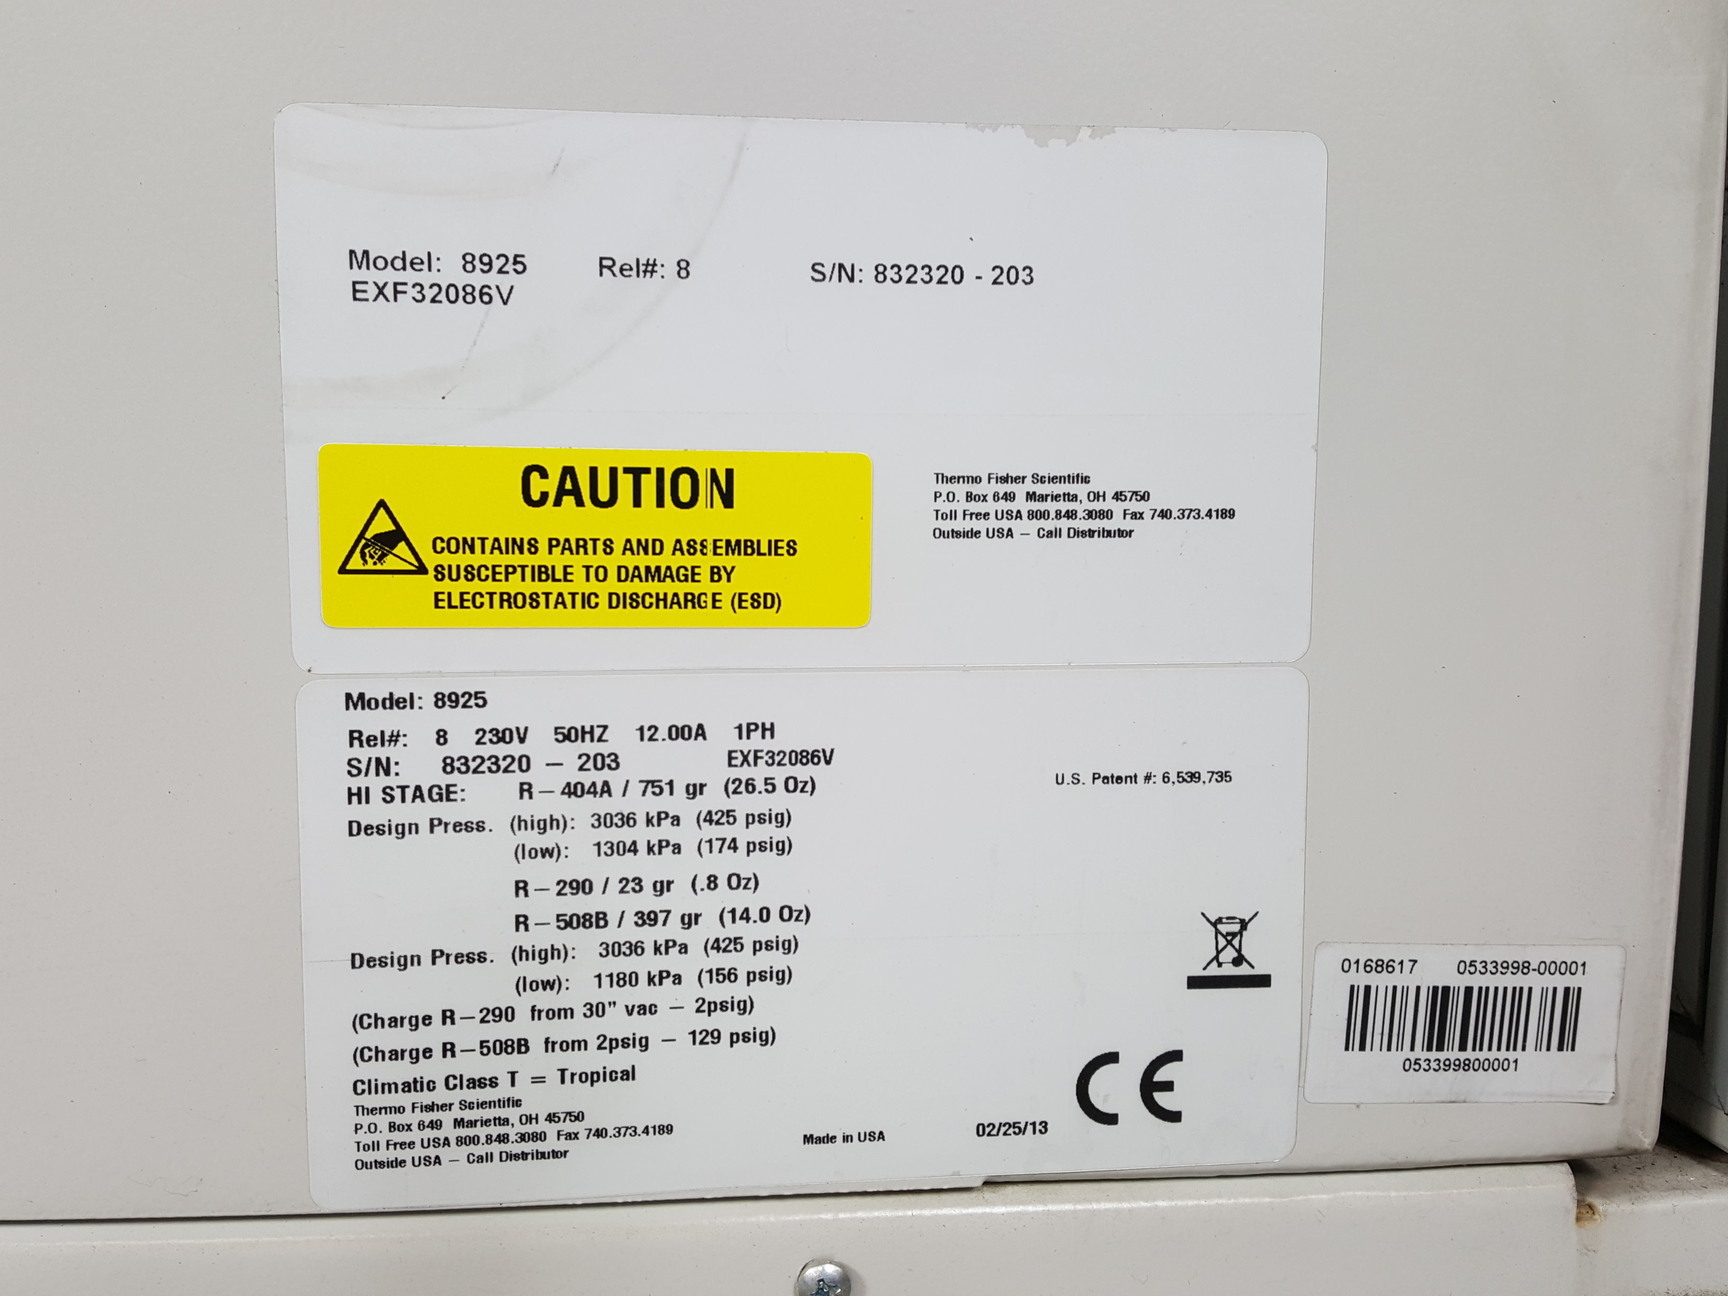 Model: 8925 Rel#: 8 S/N: 832320 - 203
EXF32086V
CAUTION
CONTAINS PARTS AND ASSEMBLIES
SUSCEPTIBLE TO DAMAGE BY
ELECTROSTATIC DISCHARGE (ESD)
Thermo Fisher Scientific
P.O. Box 649 Marietta, OH 45750
Toll Free USA 800.848.3080 Fax 740.373.4189
Outside USA – Call Distributor
Model: 8925
Rel#: 8 230V 50HZ 12.00A 1PH
S/N: 832320 – 203 EXF32086V
HI STAGE: R–404A / 751 gr (26.5 Oz)
Design Press. (high): 3036 kPa (425 psig)
(low): 1304 kPa (174 psig)
R–290 / 23 gr (.8 Oz)
R–508B / 397 gr (14.0 Oz)
Design Press. (high): 3036 kPa (425 psig)
(low): 1180 kPa (156 psig)
(Charge R–290 from 30" vac – 2psig)
(Charge R–508B from 2psig – 129 psig)
Climatic Class T = Tropical
Thermo Fisher Scientific
P.O. Box 649 Marietta, OH 45750
Toll Free USA 800.848.3080 Fax 740.373.4189
Outside USA – Call Distributor
Made in USA
02/25/13
CE
U.S. Patent #: 6,539,735
0168617 0533998-00001
053399800001